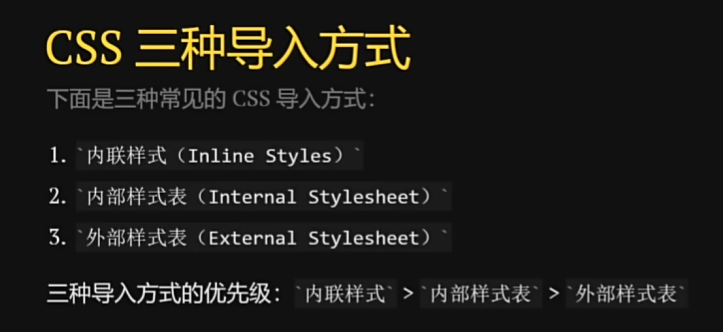 CSS 三种导入方式
下面是三种常见的 CSS 导入方式：
1. `内联样式（Inline Styles）`
2. `内部样式表（Internal Stylesheet）`
3. `外部样式表（External Stylesheet）`
三种导入方式的优先级：`内联样式` > `内部样式表` > `外部样式表`